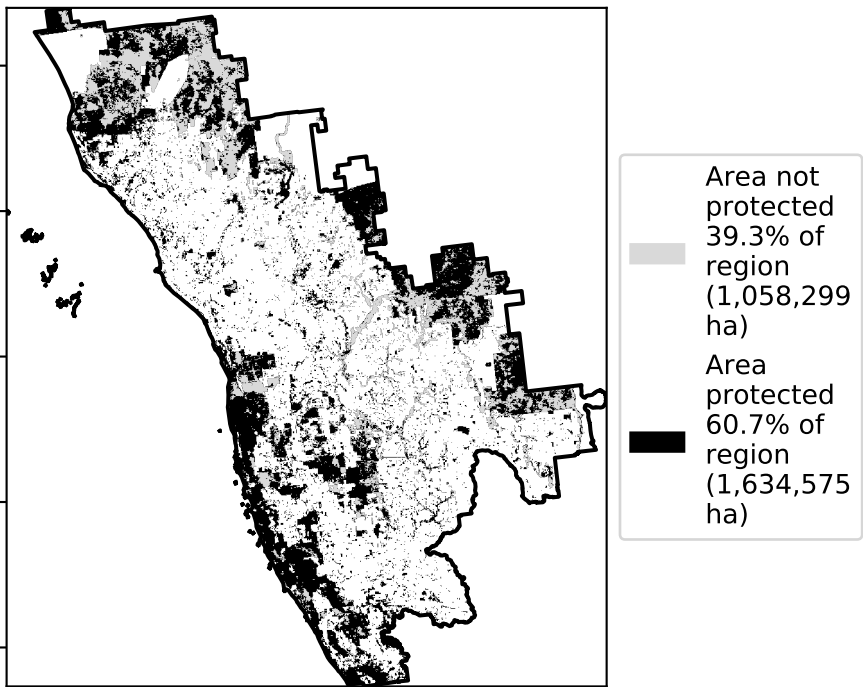 Area not
protected
39.3% of
region
(1,058,299
ha)
Area
protected
60.7% of
region
(1,634,575
ha)